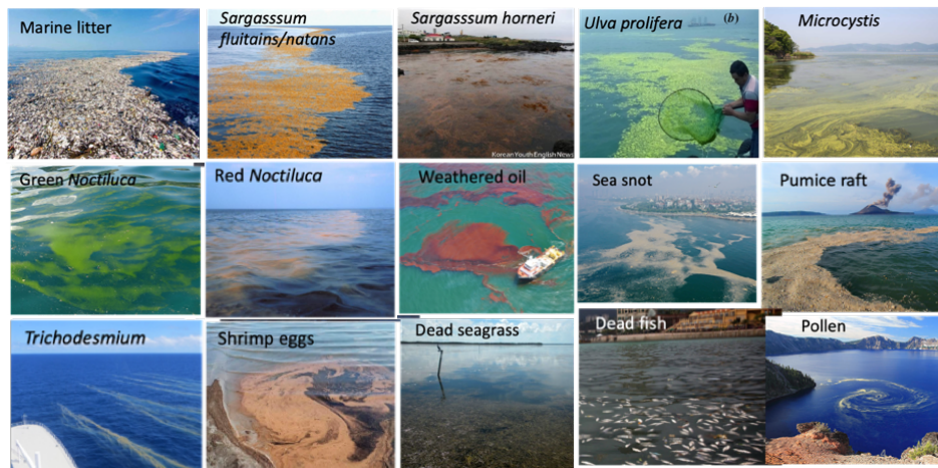 Marine litter
Sargasssum
fluitains/natans
Sargasssum horneri
KoreanYouthEnglishNews
Ulva prolifera
(b)
Microcystis
Green Noctiluca
Red Noctiluca
Weathered oil
Sea snot
Pumice raft
Trichodesmium
Shrimp eggs
Dead seagrass
Dead fish
Pollen